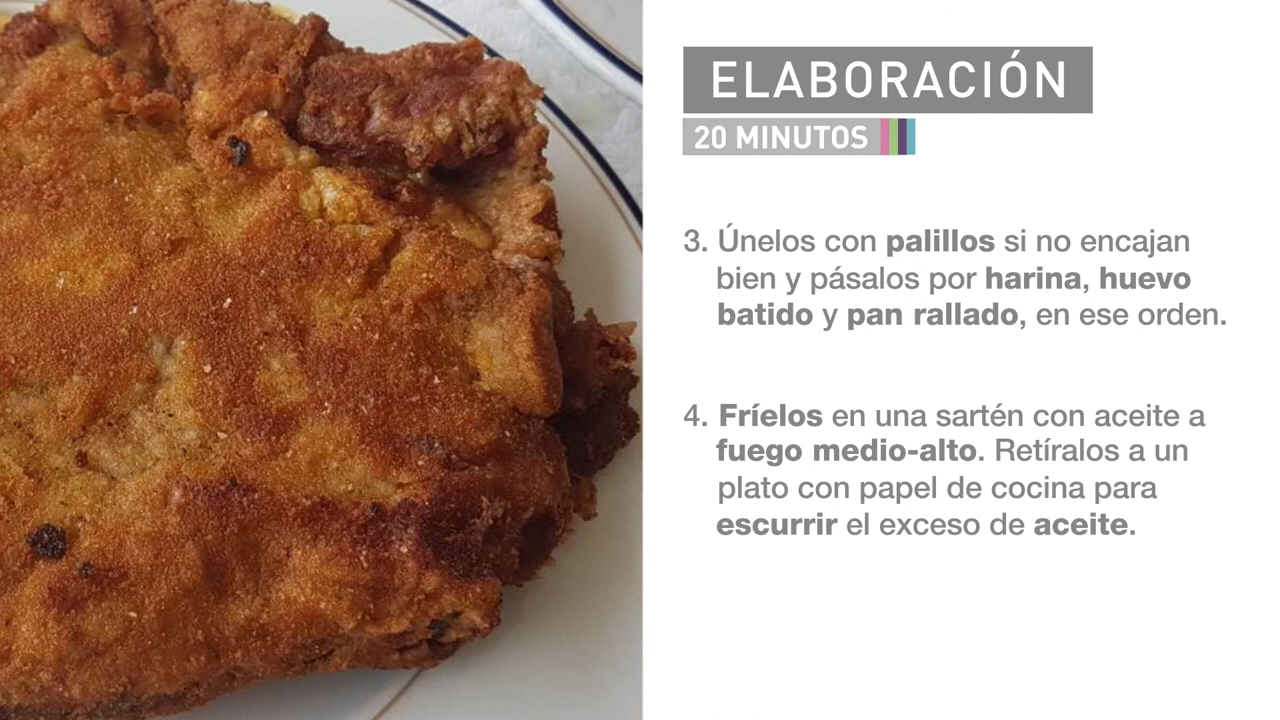 ELABORACIÓN
20 MINUTOS
3. Únelos con palillos si no encajan
bien y pásalos por harina, huevo
batido y pan rallado, en ese orden.
4. Fríelos en una sartén con aceite a
fuego medio-alto. Retíralos a un
plato con papel de cocina para
escurrir el exceso de aceite.